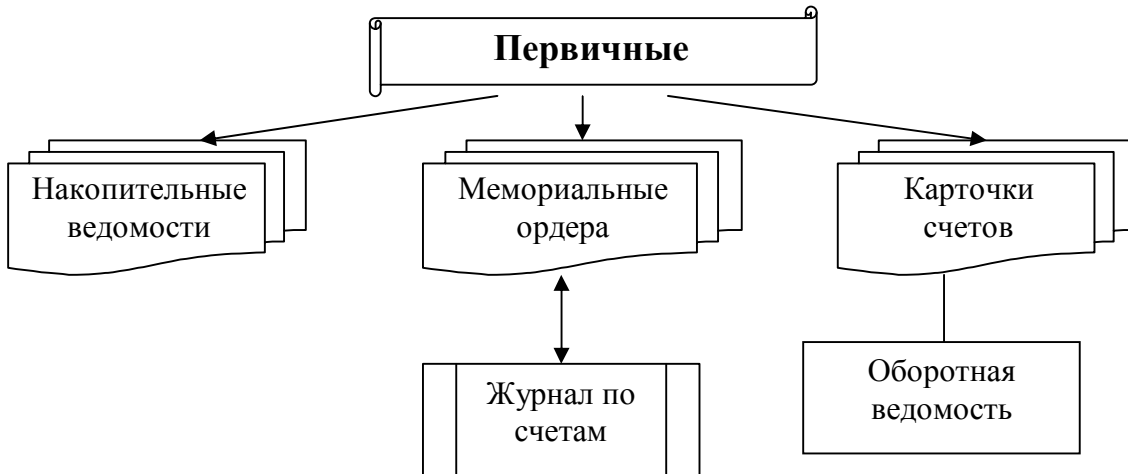 Первичные
Накопительные
ведомости
Мемориальные
ордера
Карточки
счетов
Журнал по
счетам
Оборотная
ведомость